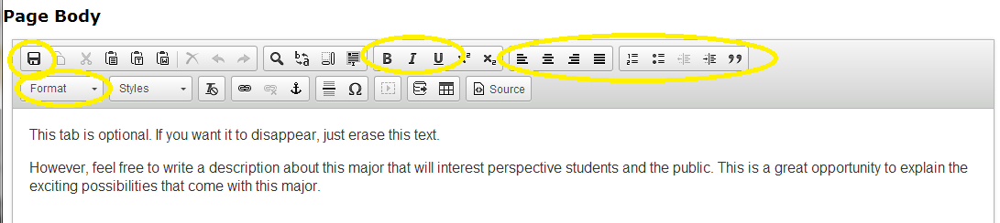 Page Body
B I U x² x₂
Format Styles Ω Source
This tab is optional. If you want it to disappear, just erase this text.
However, feel free to write a description about this major that will interest perspective students and the public. This is a great opportunity to explain the
exciting possibilities that come with this major.